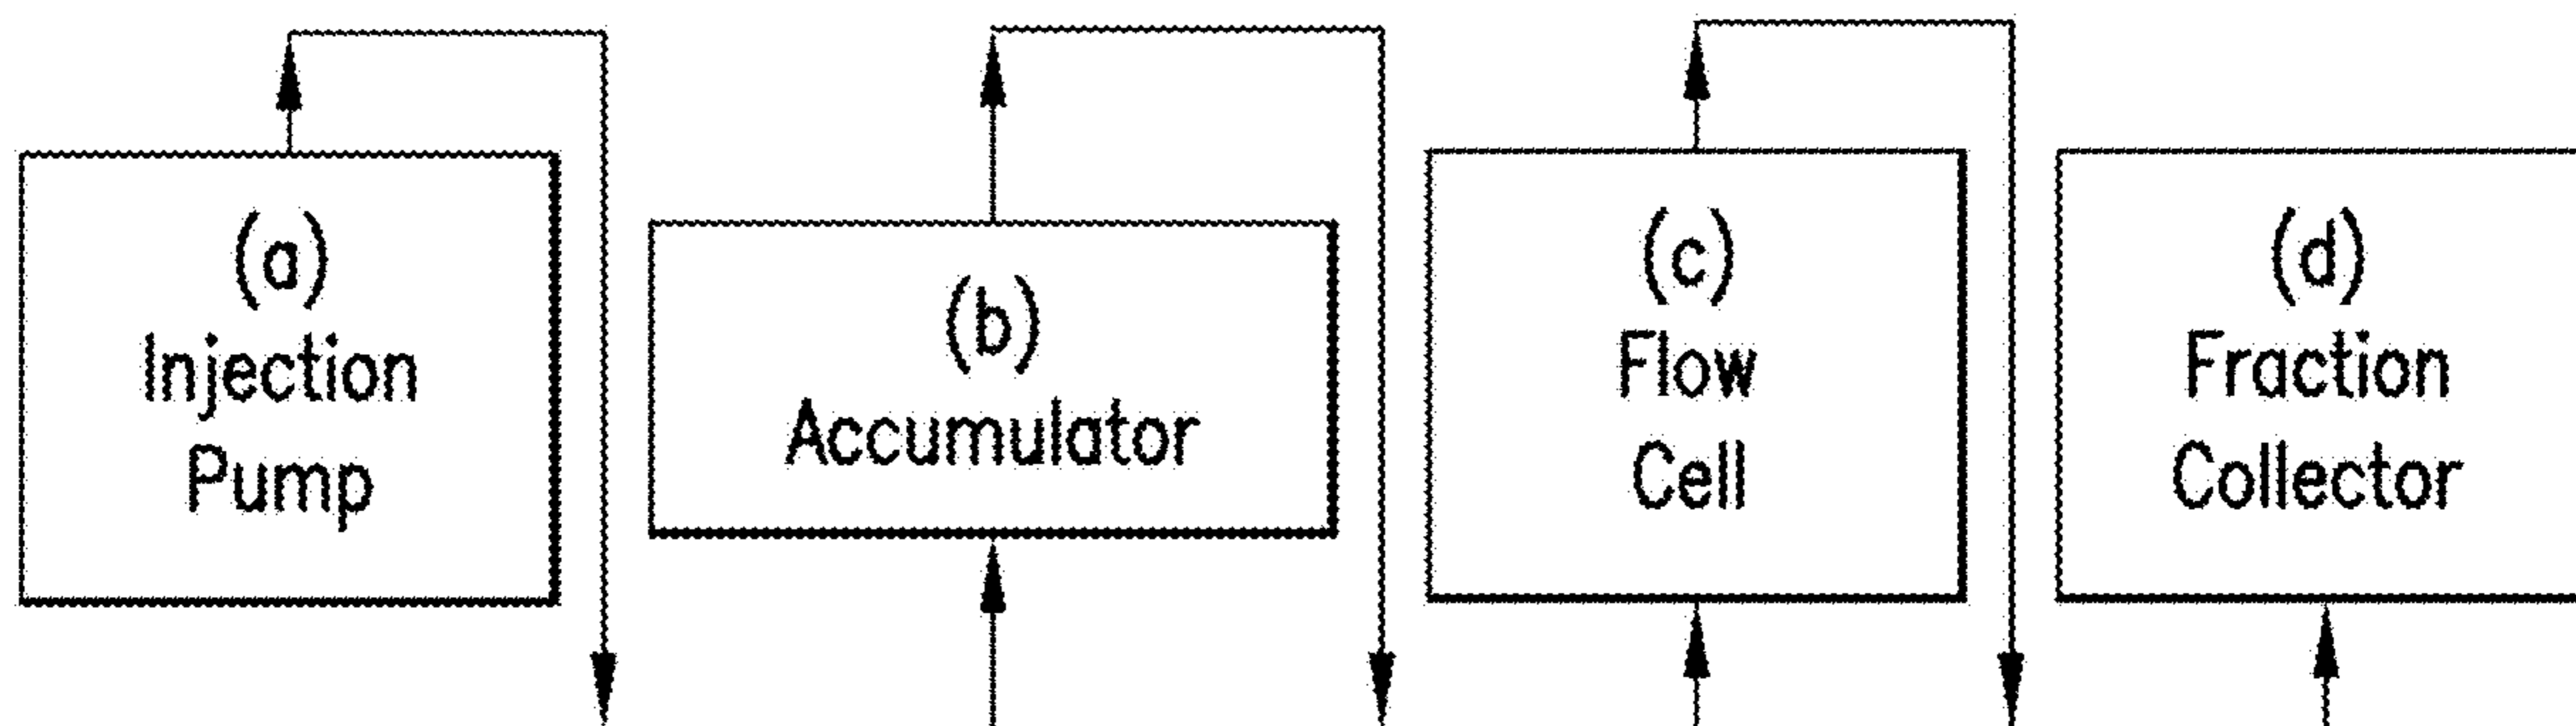 (a)
Injection
Pump
(b)
Accumulator
(c)
Flow
Cell
(d)
Fraction
Collector